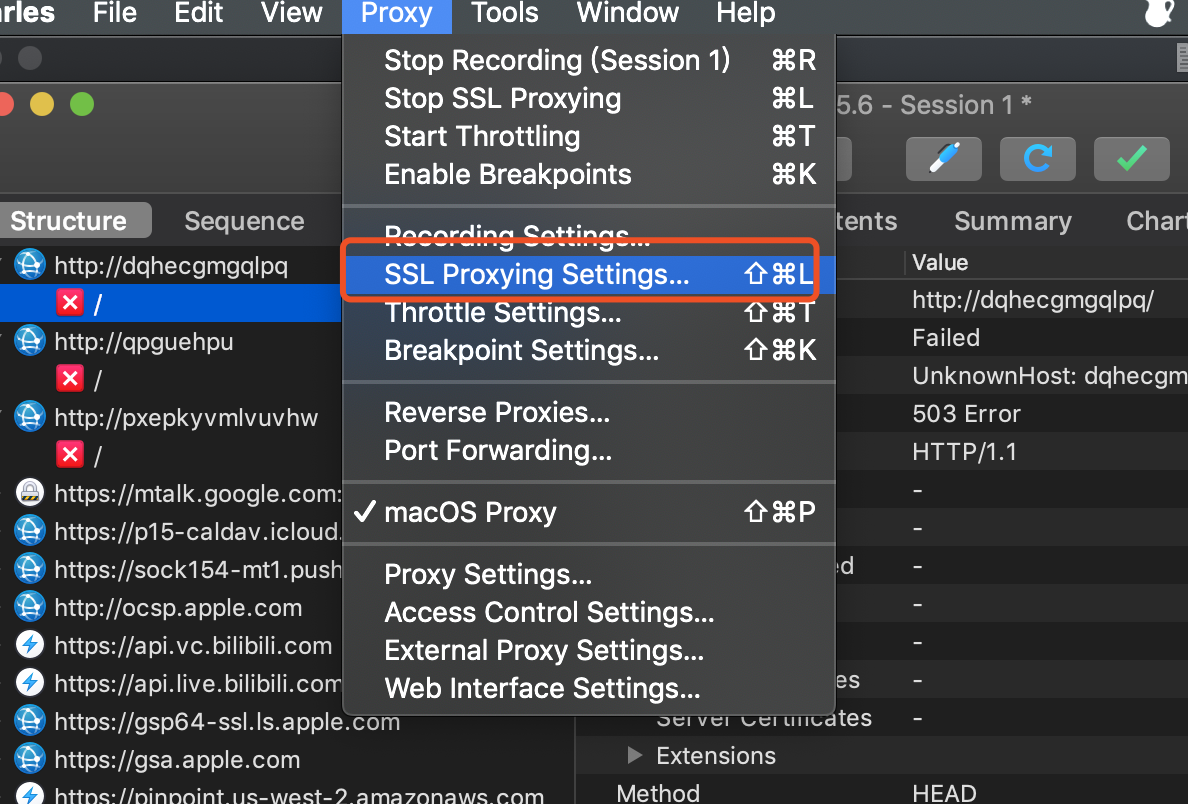 File Edit View Proxy Tools Window Help
Stop Recording (Session 1) ⌘R
Stop SSL Proxying ⌘L
Start Throttling ⌘T
Enable Breakpoints ⌘K
Recording Settings...
SSL Proxying Settings... ⇧⌘L
Throttle Settings... ⇧⌘T
Breakpoint Settings... ⇧⌘K
Reverse Proxies...
Port Forwarding...
✓ macOS Proxy ⇧⌘P
Proxy Settings...
Access Control Settings...
External Proxy Settings...
Web Interface Settings...
5.6 - Session 1 *
Structure Sequence
http://dqhecgmgqlpq
/
http://qpguehpu
/
http://pxepkyvmlvuvhw
/
https://mtalk.google.com:
https://p15-caldav.icloud.
https://sock154-mt1.push
http://ocsp.apple.com
https://api.vc.bilibili.com
https://api.live.bilibili.com
https://gsp64-ssl.ls.apple.com
https://gsa.apple.com
https://pinpoint.us-west-2.amazonaws.com
Summary Chart
Value
http://dqhecgmgqlpq/
Failed
UnknownHost: dqhecgm
503 Error
HTTP/1.1
-
-
-
-
-
-
Server Certificates -
Extensions
Method HEAD